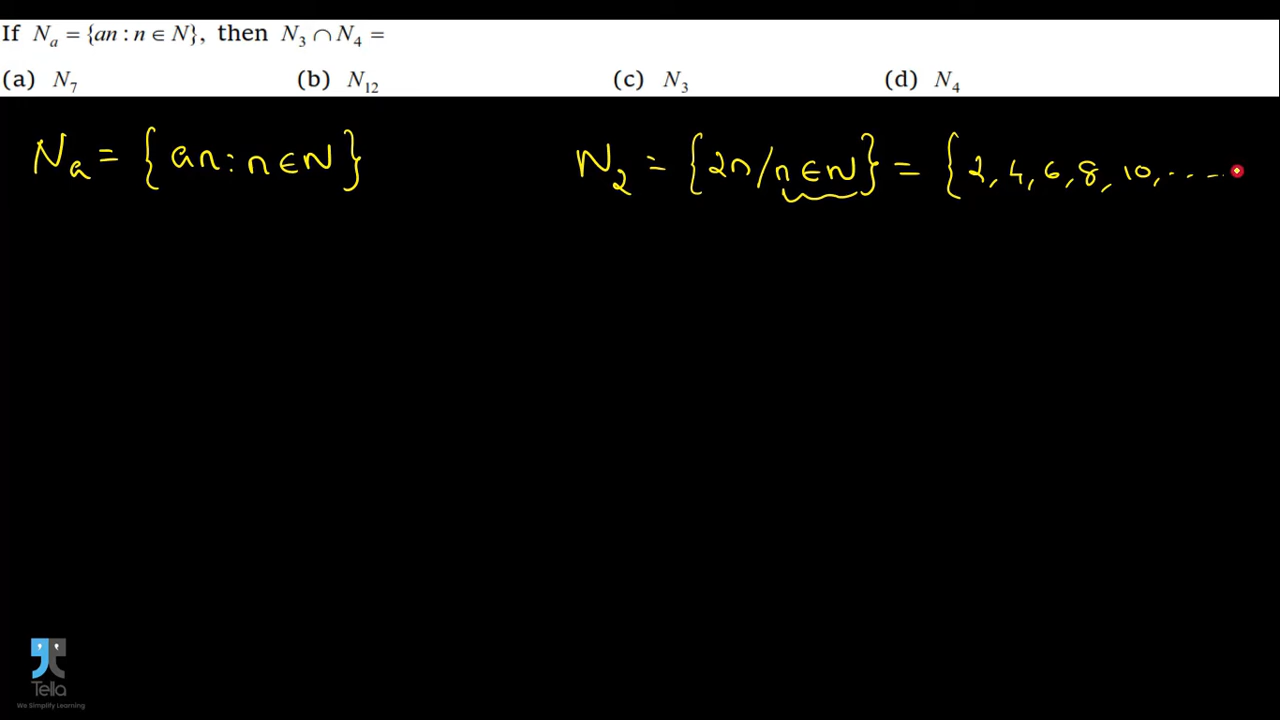 If N_a = {an : n ∈ N}, then N_3 ∩ N_4 =
(a) N_7 (b) N_12 (c) N_3 (d) N_4
N_a = {an : n ∈ N} N_2 = {2n / n ∈ N} = {2, 4, 6, 8, 10, .....
Tella
We Simplify Learning